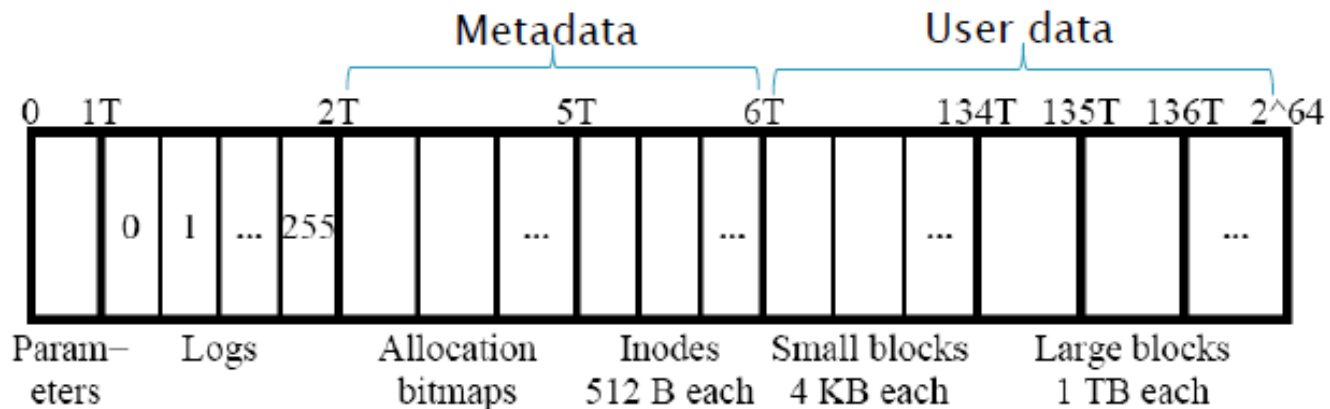 Metadata User data
0 1T 2T 5T 6T 134T 135T 136T 2^64
0 1 ... 255 ... ... ... ...
Param– Logs Allocation Inodes Small blocks Large blocks
eters bitmaps 512 B each 4 KB each 1 TB each